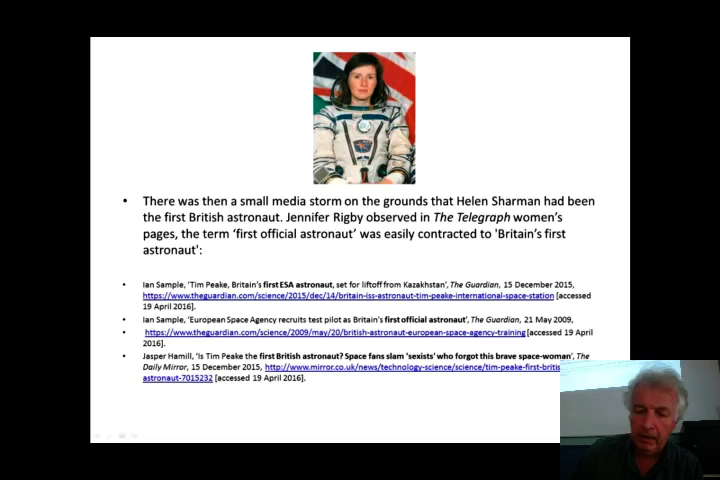 • There was then a small media storm on the grounds that Helen Sharman had been
the first British astronaut. Jennifer Rigby observed in The Telegraph women's
pages, the term 'first official astronaut' was easily contracted to 'Britain's first
astronaut':
• Ian Sample, 'Tim Peake, Britain's first ESA astronaut, set for liftoff from Kazakhstan', The Guardian, 15 December 2015,
https://www.theguardian.com/science/2015/dec/14/britain-iss-astronaut-tim-peake-international-space-station [accessed
19 April 2016].
• Ian Sample, 'European Space Agency recruits test pilot as Britain's first official astronaut', The Guardian, 21 May 2009,
• https://www.theguardian.com/science/2009/may/20/british-astronaut-european-space-agency-training [accessed 19 April
2016].
• Jasper Hamill, 'Is Tim Peake the first British astronaut? Space fans slam 'sexists' who forgot this brave space-woman', The
Daily Mirror, 15 December 2015, http://www.mirror.co.uk/news/technology-science/science/tim-peake-first-britis
astronaut-7015232 [accessed 19 April 2016].